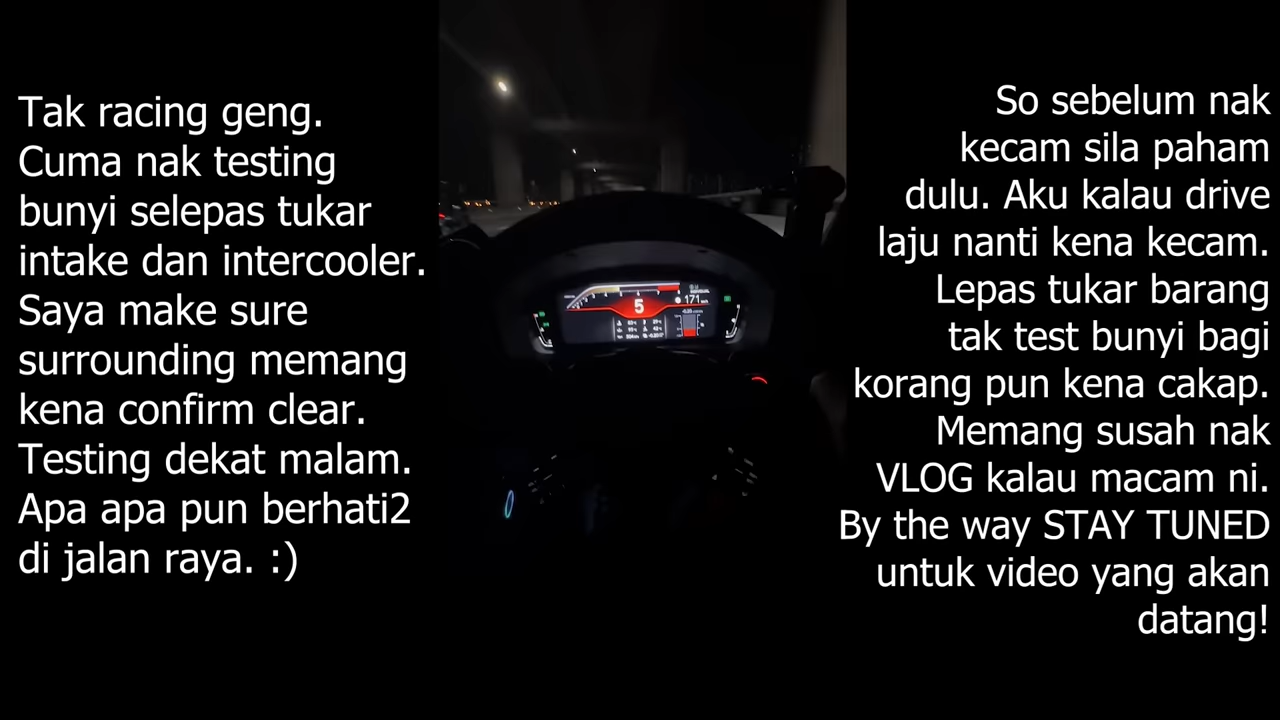 Tak racing geng.
Cuma nak testing
bunyi selepas tukar
intake dan intercooler.
Saya make sure
surrounding memang
kena confirm clear.
Testing dekat malam.
Apa apa pun berhati2
di jalan raya. :)
So sebelum nak
kecam sila paham
dulu. Aku kalau drive
laju nanti kena kecam.
Lepas tukar barang
tak test bunyi bagi
korang pun kena cakap.
Memang susah nak
VLOG kalau macam ni.
By the way STAY TUNED
untuk video yang akan
datang!
5
171